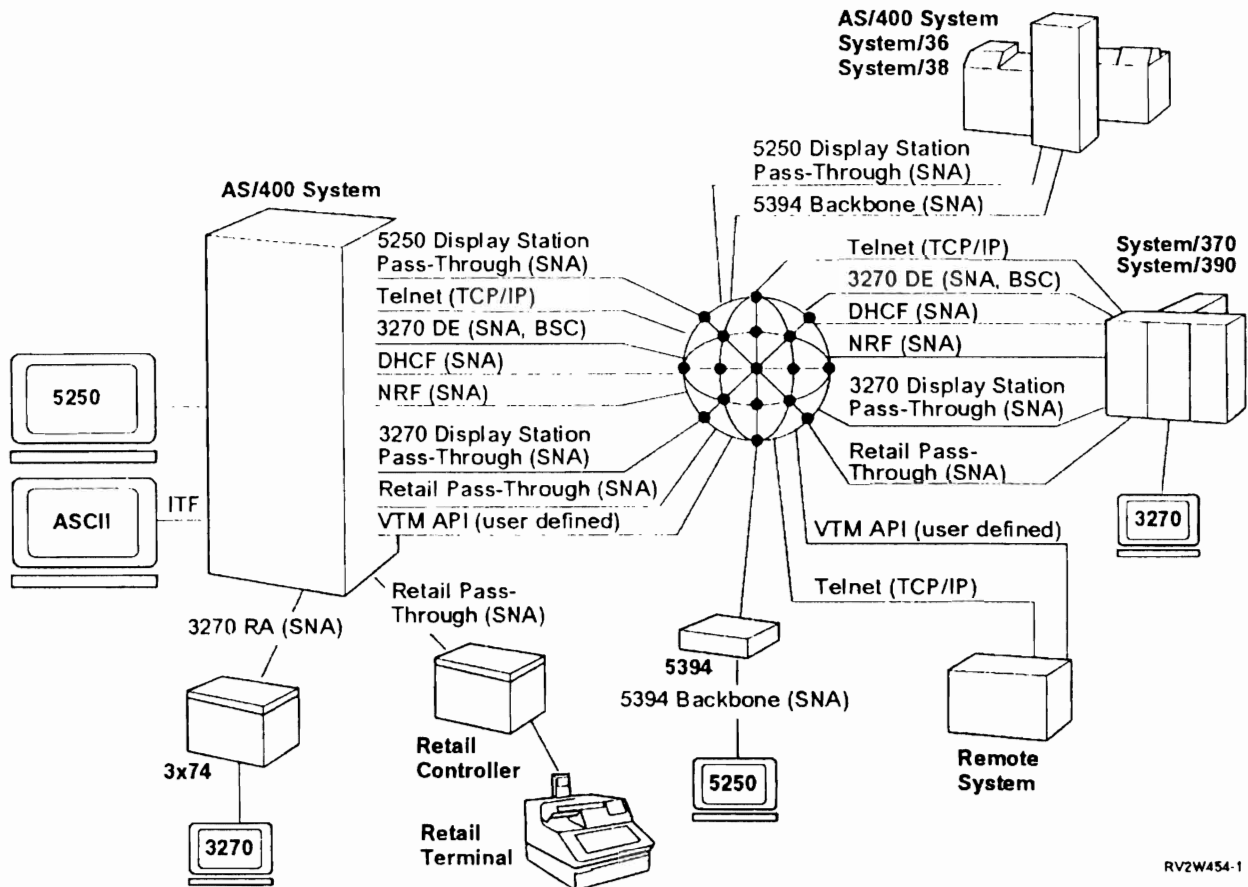 AS/400 System
System/36
System/38
5250 Display Station
Pass-Through (SNA)
5394 Backbone (SNA)
AS/400 System
5250 Display Station
Pass-Through (SNA)
Telnet (TCP/IP)
3270 DE (SNA, BSC)
DHCF (SNA)
NRF (SNA)
3270 Display Station
Pass-Through (SNA)
Retail Pass-Through (SNA)
VTM API (user defined)
System/370
System/390
Telnet (TCP/IP)
3270 DE (SNA, BSC)
DHCF (SNA)
NRF (SNA)
3270 Display Station
Pass-Through (SNA)
Retail Pass-
Through (SNA)
3270
VTM API (user defined)
Telnet (TCP/IP)
5250
ASCII
ITF
3270 RA (SNA)
Retail Pass-
Through (SNA)
3x74
3270
Retail
Controller
Retail
Terminal
5394
5394 Backbone (SNA)
5250
Remote
System
RV2W454-1